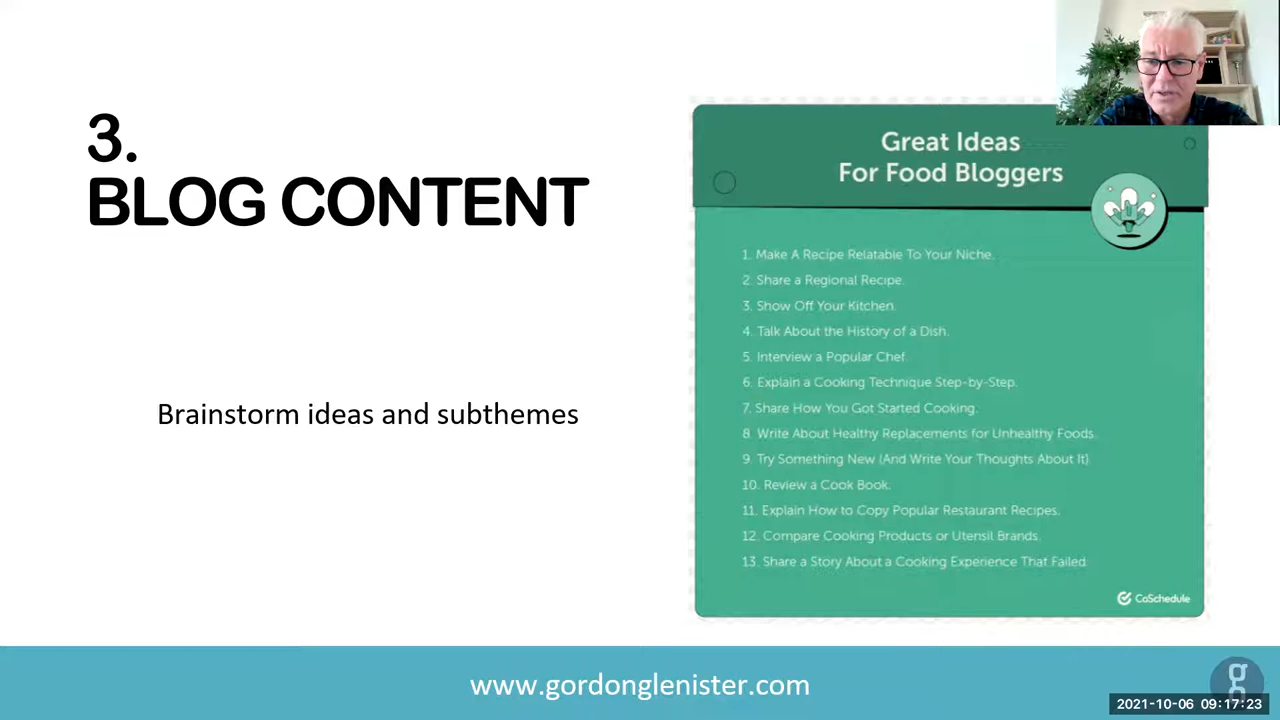 3.
BLOG CONTENT
Brainstorm ideas and subthemes
Great Ideas
For Food Bloggers
1. Make A Recipe Relatable To Your Niche.
2. Share a Regional Recipe.
3. Show Off Your Kitchen.
4. Talk About the History of a Dish.
5. Interview a Popular Chef.
6. Explain a Cooking Technique Step-by-Step.
7. Share How You Got Started Cooking.
8. Write About Healthy Replacements for Unhealthy Foods.
9. Try Something New (And Write Your Thoughts About It).
10. Review a Cook Book.
11. Explain How to Copy Popular Restaurant Recipes.
12. Compare Cooking Products or Utensil Brands.
13. Share a Story About a Cooking Experience That Failed.
CoSchedule
www.gordonglenister.com
g
2021-10-06 09:17:23